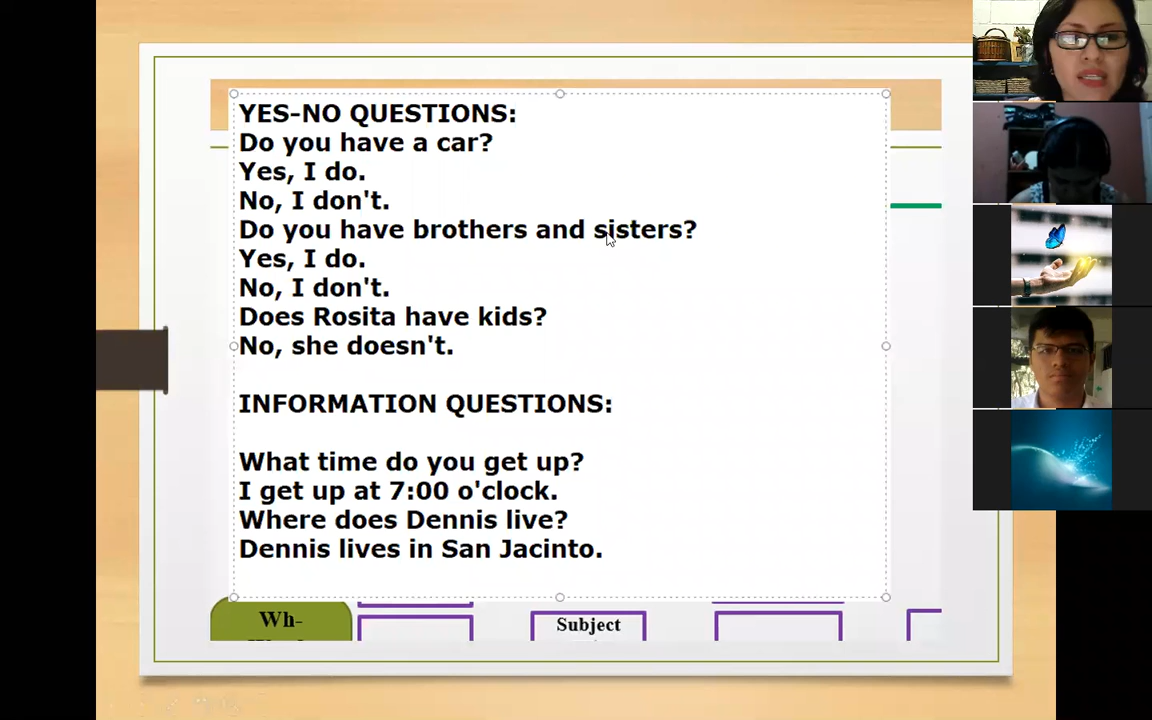 YES-NO QUESTIONS:
Do you have a car?
Yes, I do.
No, I don't.
Do you have brothers and sisters?
Yes, I do.
No, I don't.
Does Rosita have kids?
No, she doesn't.
INFORMATION QUESTIONS:
What time do you get up?
I get up at 7:00 o'clock.
Where does Dennis live?
Dennis lives in San Jacinto.
Wh-
Subject